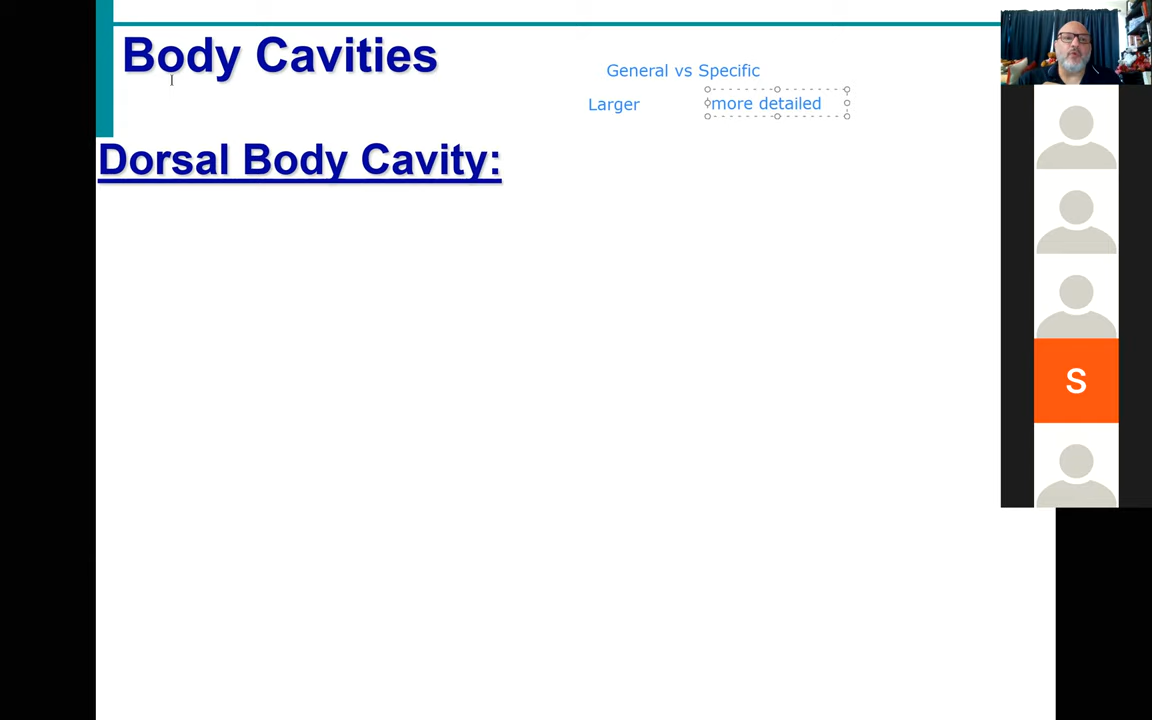 Body Cavities
General vs Specific
Larger
more detailed
Dorsal Body Cavity:
S